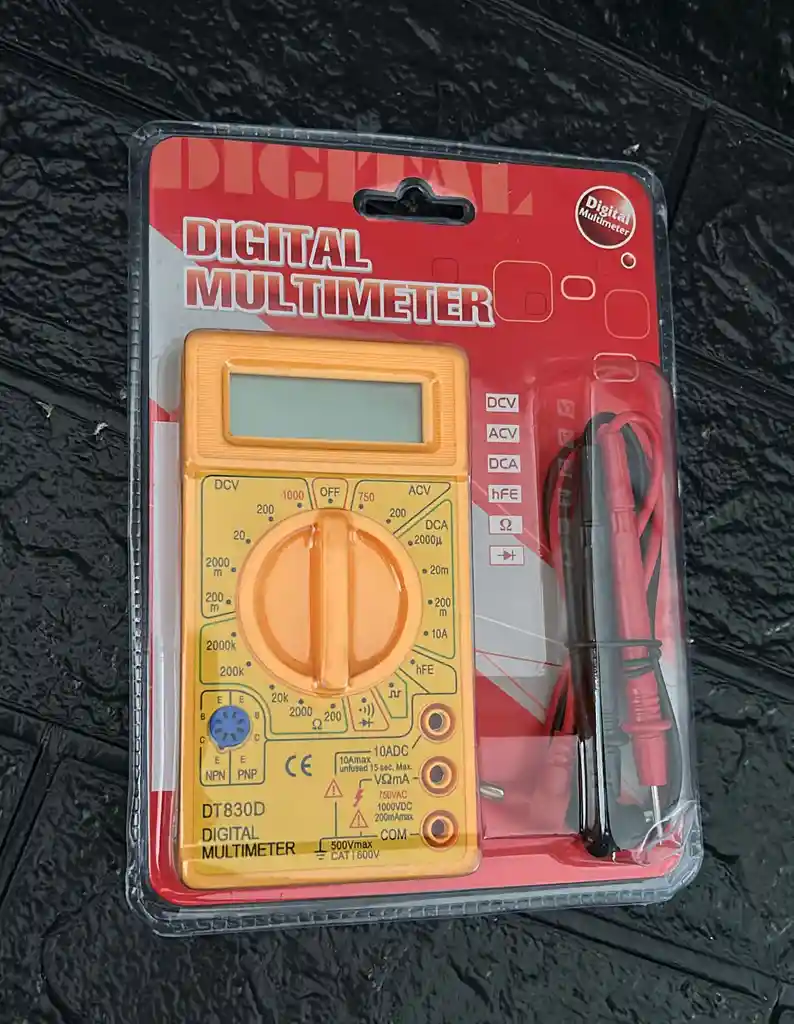 DIGITAL
Digital
Multimeter
DIGITAL
MULTIMETER
DCV
ACV
DCA
hFE
Ω
DCV
1000
OFF
750
ACV
200
200
DCA
20
2000µ
2000
m
20m
200
m
200
m
2000k
10A
200k
hFE
20k
2000
Ω
200
E E
B B
C C
E E
NPN PNP
CE
10ADC
10Amax
unfused 15 sec. Max.
VΩmA
750VAC
1000VDC
200mAmax
COM
500Vmax
CAT I 600V
DT830D
DIGITAL
MULTIMETER